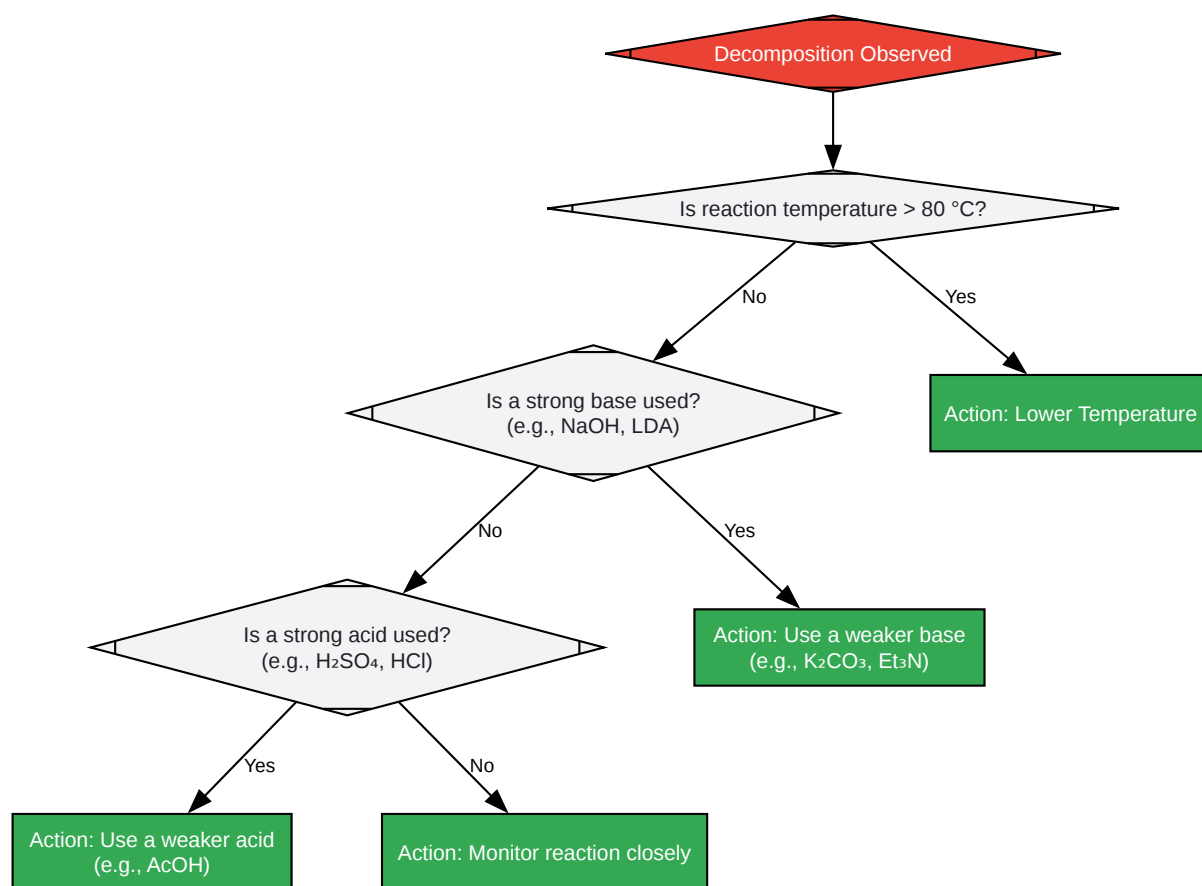 Decomposition Observed
Is reaction temperature > 80 °C?
No
Yes
Is a strong base used?
(e.g., NaOH, LDA)
Action: Lower Temperature
No
Yes
Is a strong acid used?
(e.g., H₂SO₄, HCl)
Action: Use a weaker base
(e.g., K₂CO₃, Et₃N)
Yes
No
Action: Use a weaker acid
(e.g., AcOH)
Action: Monitor reaction closely